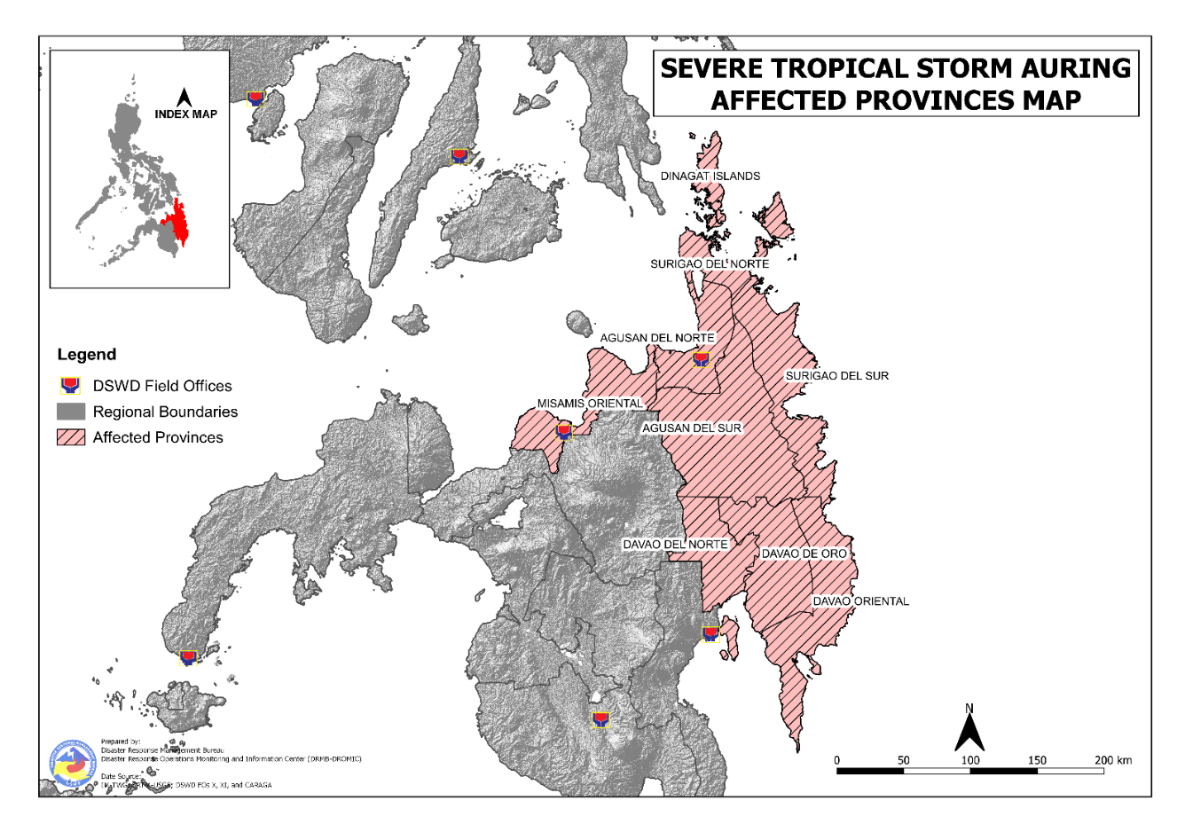 SEVERE TROPICAL STORM AURING
AFFECTED PROVINCES MAP
INDEX MAP
DINAGAT ISLANDS
SURIGAO DEL NORTE
AGUSAN DEL NORTE
SURIGAO DEL SUR
MISAMIS ORIENTAL
AGUSAN DEL SUR
DAVAO DEL NORTE
DAVAO DE ORO
DAVAO ORIENTAL
Legend
DSWD Field Offices
Regional Boundaries
Affected Provinces
Prepared by:
Disaster Response Management Bureau
Disaster Response Operations Monitoring and Information Center (DRMB-DROMIC)
Date Source:
DSWD FOs X, XI, and CARAGA
N
0 50 100 150 200 km